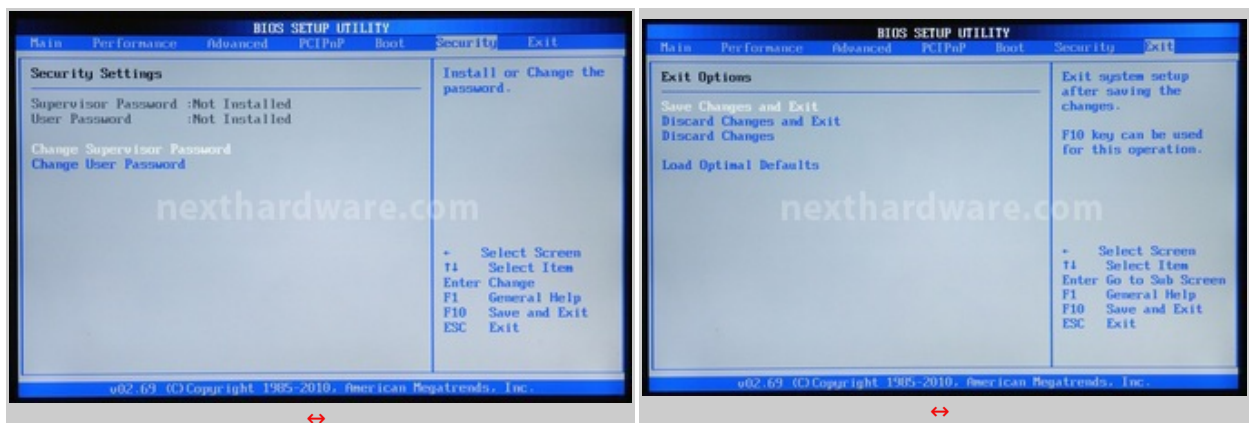 BIOS SETUP UTILITY
Main Performance Advanced PCIPnP Boot Security Exit
Security Settings
Supervisor Password :Not Installed
User Password :Not Installed
Change Supervisor Password
Change User Password
Install or Change the
password.
nexthardware.com
← Select Screen
↑↓ Select Item
Enter Change
F1 General Help
F10 Save and Exit
ESC Exit
v02.69 (C)Copyright 1985-2010, American Megatrends, Inc.
↔
BIOS SETUP UTILITY
Main Performance Advanced PCIPnP Boot Security Exit
Exit Options
Save Changes and Exit
Discard Changes and Exit
Discard Changes
Load Optimal Defaults
Exit system setup
after saving the
changes.
F10 key can be used
for this operation.
nexthardware.com
← Select Screen
↑↓ Select Item
Enter Go to Sub Screen
F1 General Help
F10 Save and Exit
ESC Exit
v02.69 (C)Copyright 1985-2010, American Megatrends, Inc.
↔